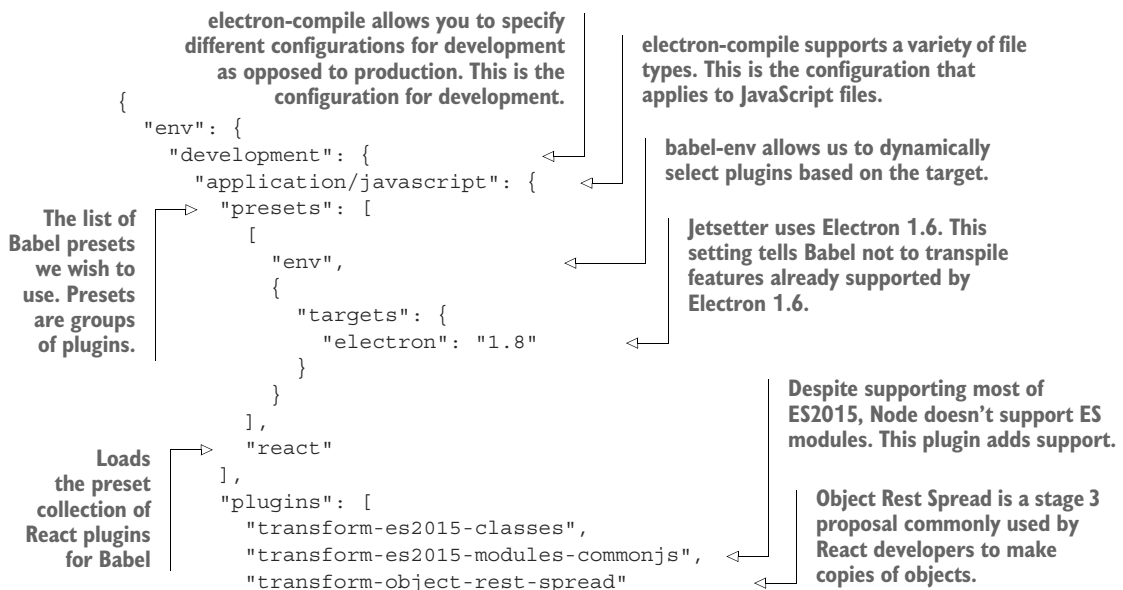 electron-compile allows you to specify
different configurations for development
as opposed to production. This is the
configuration for development.
electron-compile supports a variety of file
types. This is the configuration that
applies to JavaScript files.
{
"env": {
"development": {
"application/javascript": {
babel-env allows us to dynamically
select plugins based on the target.
The list of
Babel presets
we wish to
use. Presets
are groups
of plugins.
"presets": [
[
"env",
{
"targets": {
"electron": "1.8"
}
}
],
"react"
],
Jetsetter uses Electron 1.6. This
setting tells Babel not to transpile
features already supported by
Electron 1.6.
Loads
the preset
collection of
React plugins
for Babel
"plugins": [
"transform-es2015-classes",
"transform-es2015-modules-commonjs",
"transform-object-rest-spread"
Despite supporting most of
ES2015, Node doesn't support ES
modules. This plugin adds support.
Object Rest Spread is a stage 3
proposal commonly used by
React developers to make
copies of objects.